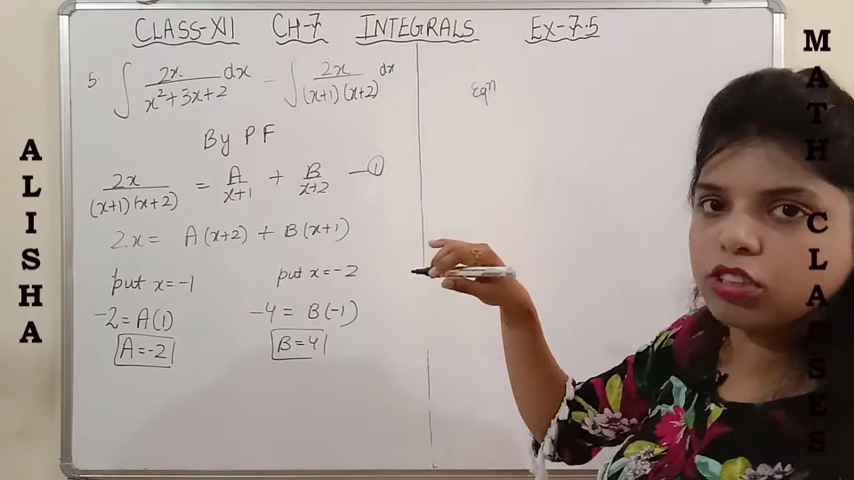 CLASS-XII CH-7 INTEGRALS EX-7.5
5. ∫ 2x/(x²+3x+2) dx = ∫ 2x/((x+1)(x+2)) dx
By PF
2x/((x+1)(x+2)) = A/(x+1) + B/(x+2) —①
2x = A(x+2) + B(x+1)
put x=-1
-2 = A(1)
A=-2
put x=-2
-4 = B(-1)
B=4
Eqⁿ
ALISHA
MATH CLASSES